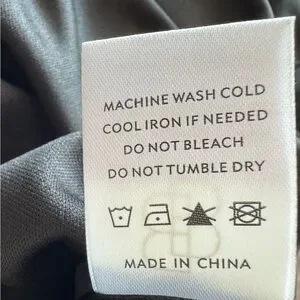 MACHINE WASH COLD
COOL IRON IF NEEDED
DO NOT BLEACH
DO NOT TUMBLE DRY
MADE IN CHINA